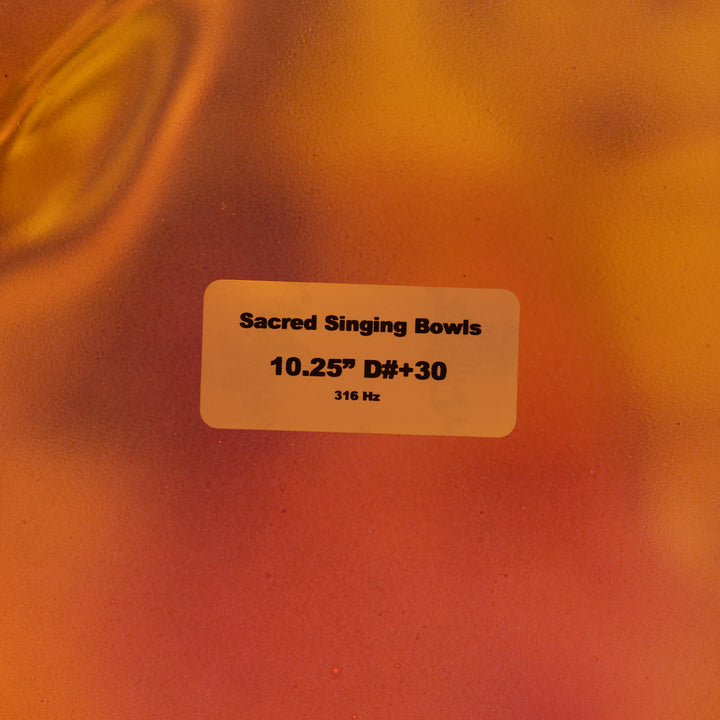 Sacred Singing Bowls
10.25” D#+30
316 Hz